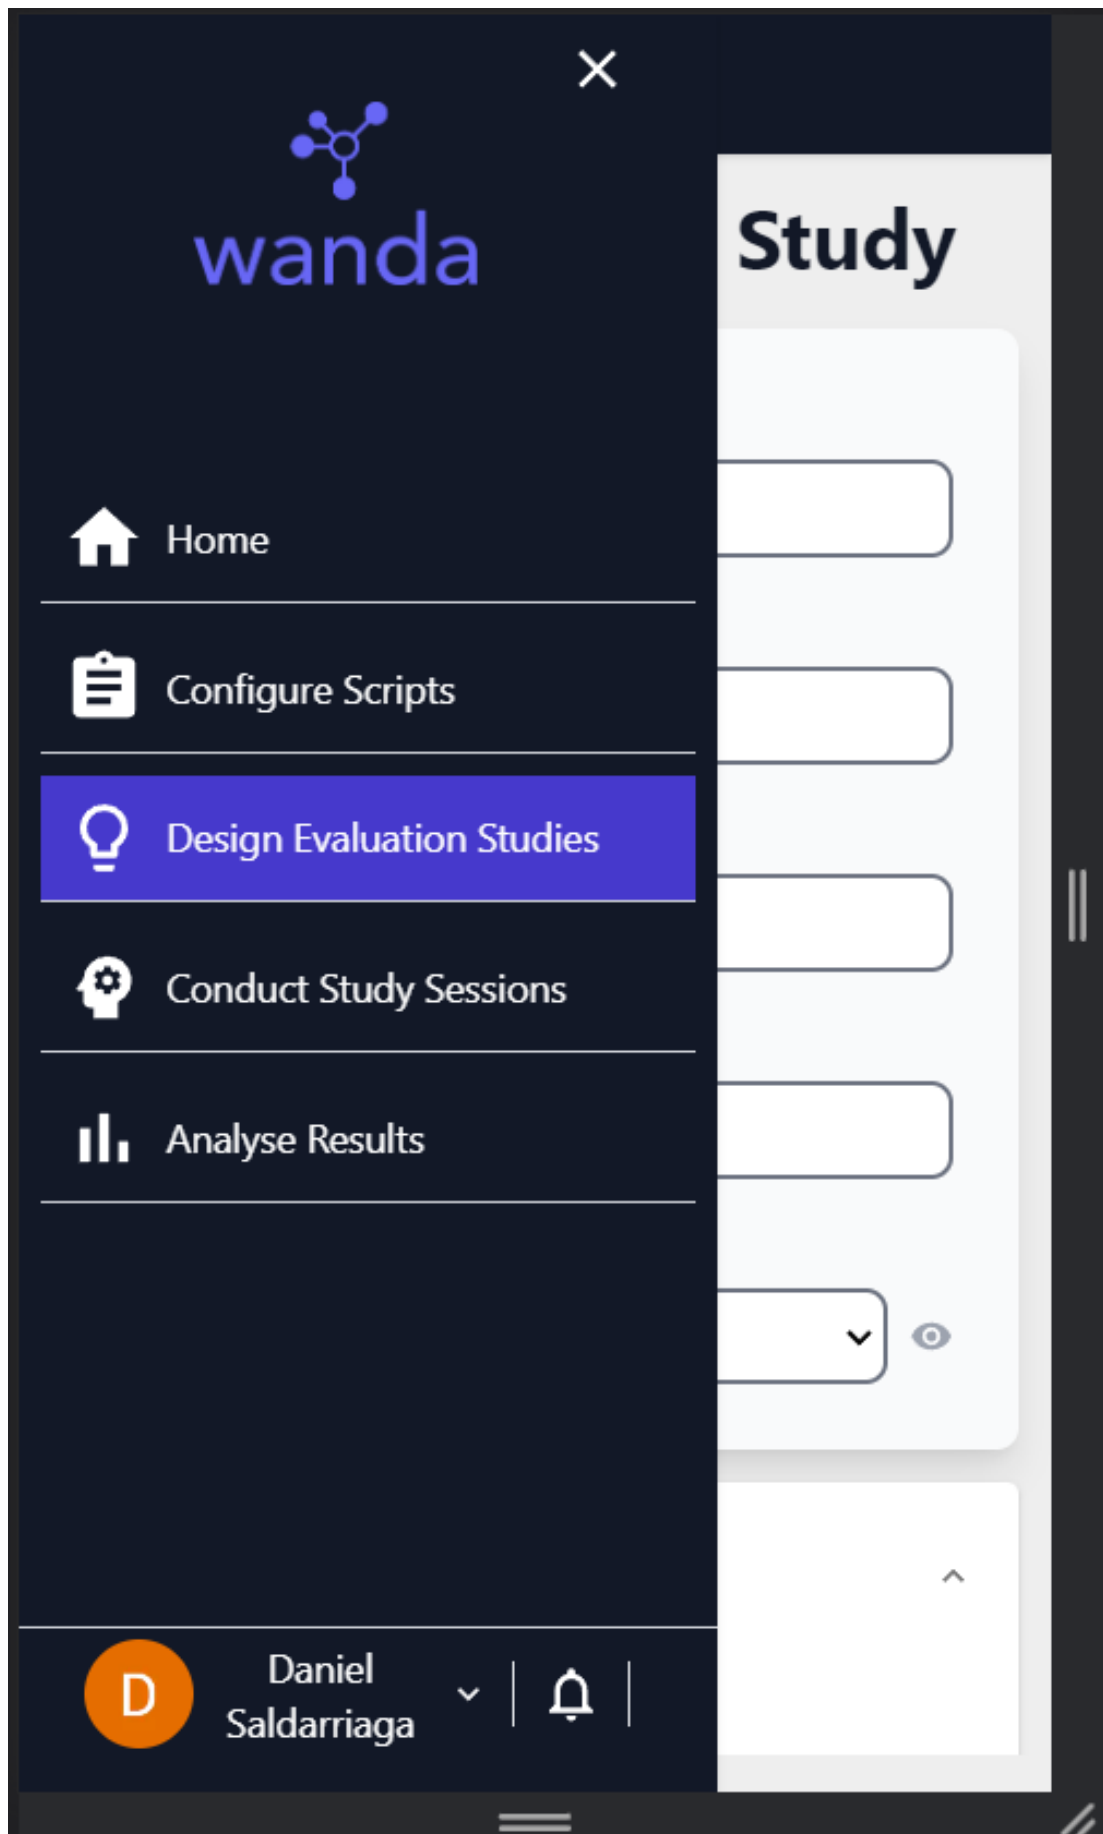 wanda
Study
Home
Configure Scripts
Design Evaluation Studies
Conduct Study Sessions
Analyse Results
D
Daniel
Saldarriaga